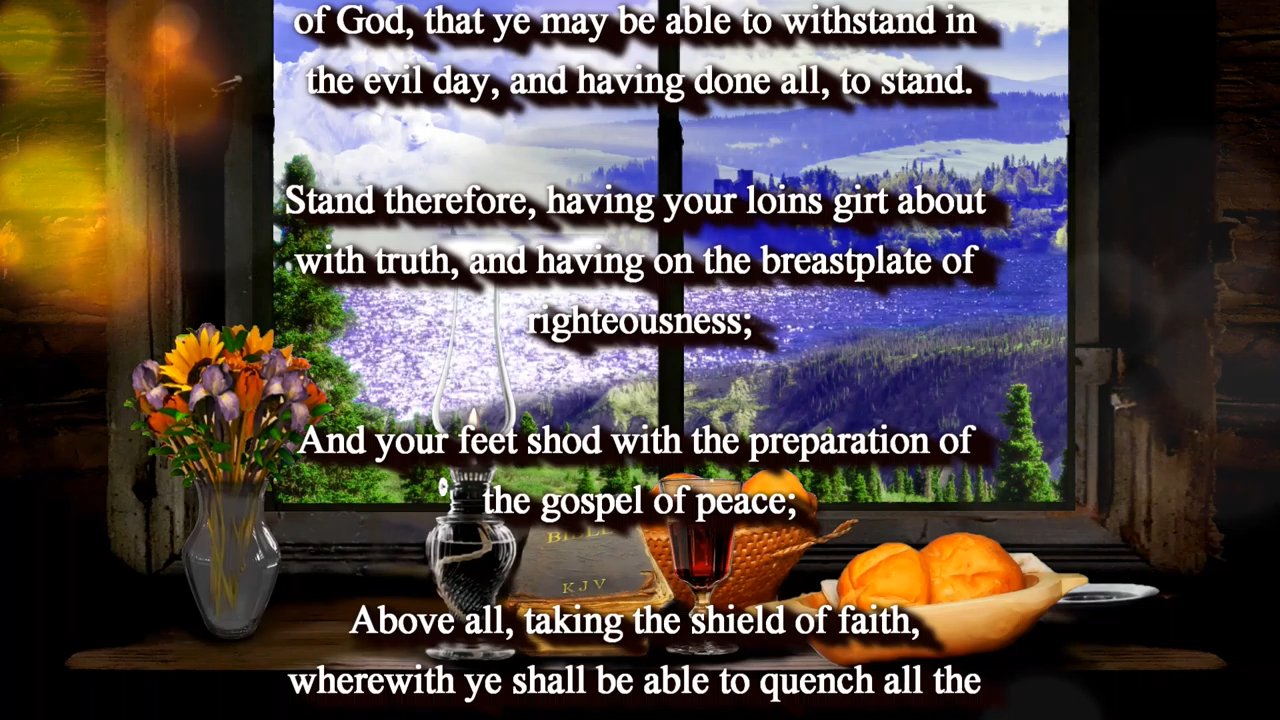 of God, that ye may be able to withstand in
the evil day, and having done all, to stand.
Stand therefore, having your loins girt about
with truth, and having on the breastplate of
righteousness;
And your feet shod with the preparation of
the gospel of peace;
BIBLE
KJV
Above all, taking the shield of faith,
wherewith ye shall be able to quench all the